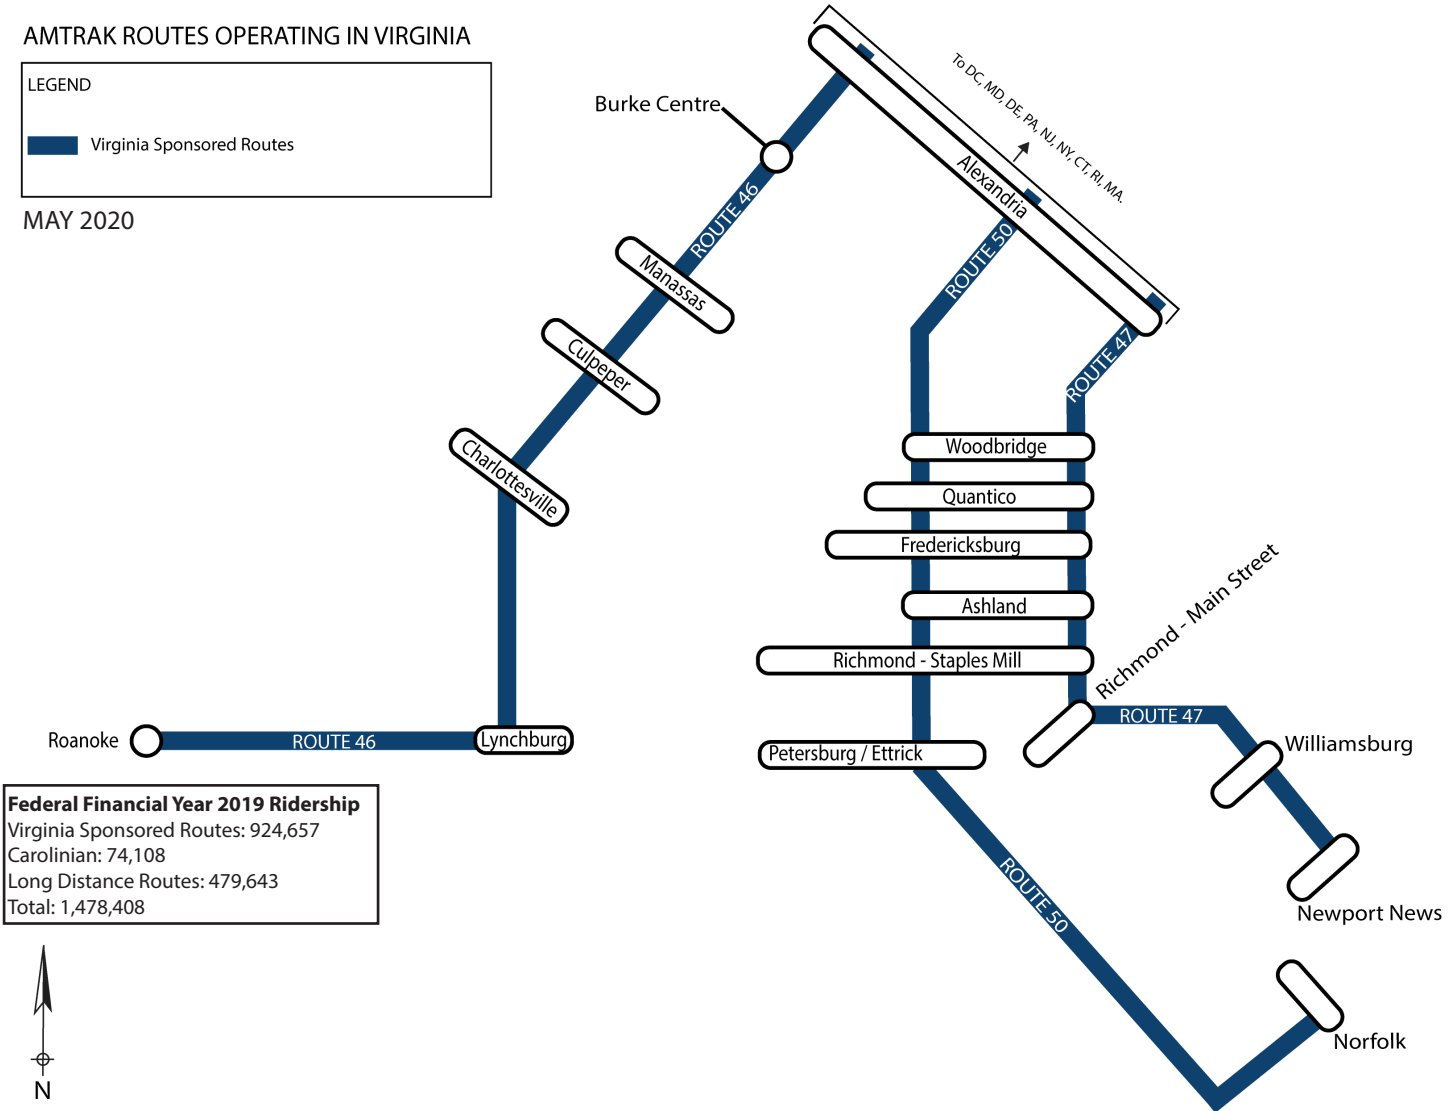 AMTRAK ROUTES OPERATING IN VIRGINIA
LEGEND
Virginia Sponsored Routes
MAY 2020
Burke Centre
To DC, MD, DE, PA, NJ, NY, CT, RI, MA.
Alexandria
ROUTE 46
ROUTE 50
Manassas
ROUTE 47
Culpeper
Charlottesville
Woodbridge
Quantico
Fredericksburg
Ashland
Richmond - Staples Mill
Richmond - Main Street
ROUTE 47
Roanoke
ROUTE 46
Lynchburg
Petersburg / Ettrick
Williamsburg
Federal Financial Year 2019 Ridership
Virginia Sponsored Routes: 924,657
Carolinian: 74,108
Long Distance Routes: 479,643
Total: 1,478,408
ROUTE 50
Newport News
Norfolk
N